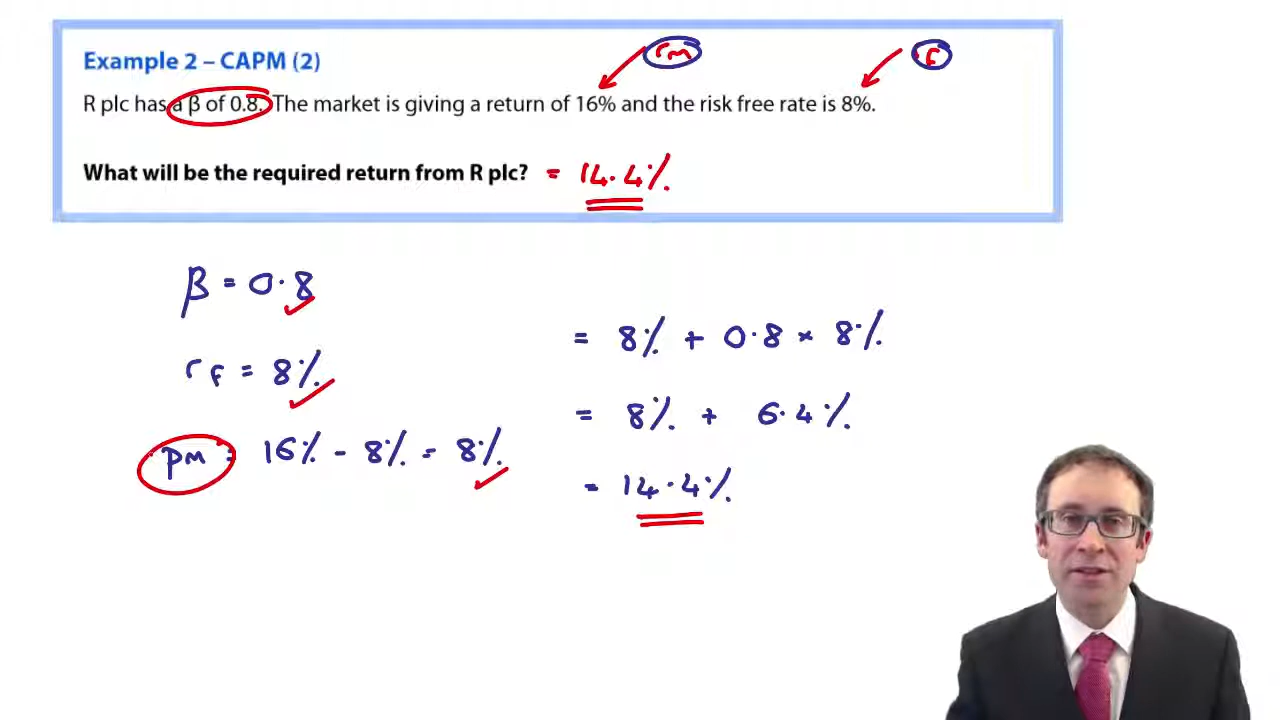 Example 2 – CAPM (2)
rm
rf
R plc has a β of 0.8. The market is giving a return of 16% and the risk free rate is 8%.
What will be the required return from R plc? = 14.4%
β = 0.8
rf = 8%
pm = 16% - 8% = 8%
= 8% + 0.8 × 8%
= 8% + 6.4%
= 14.4%